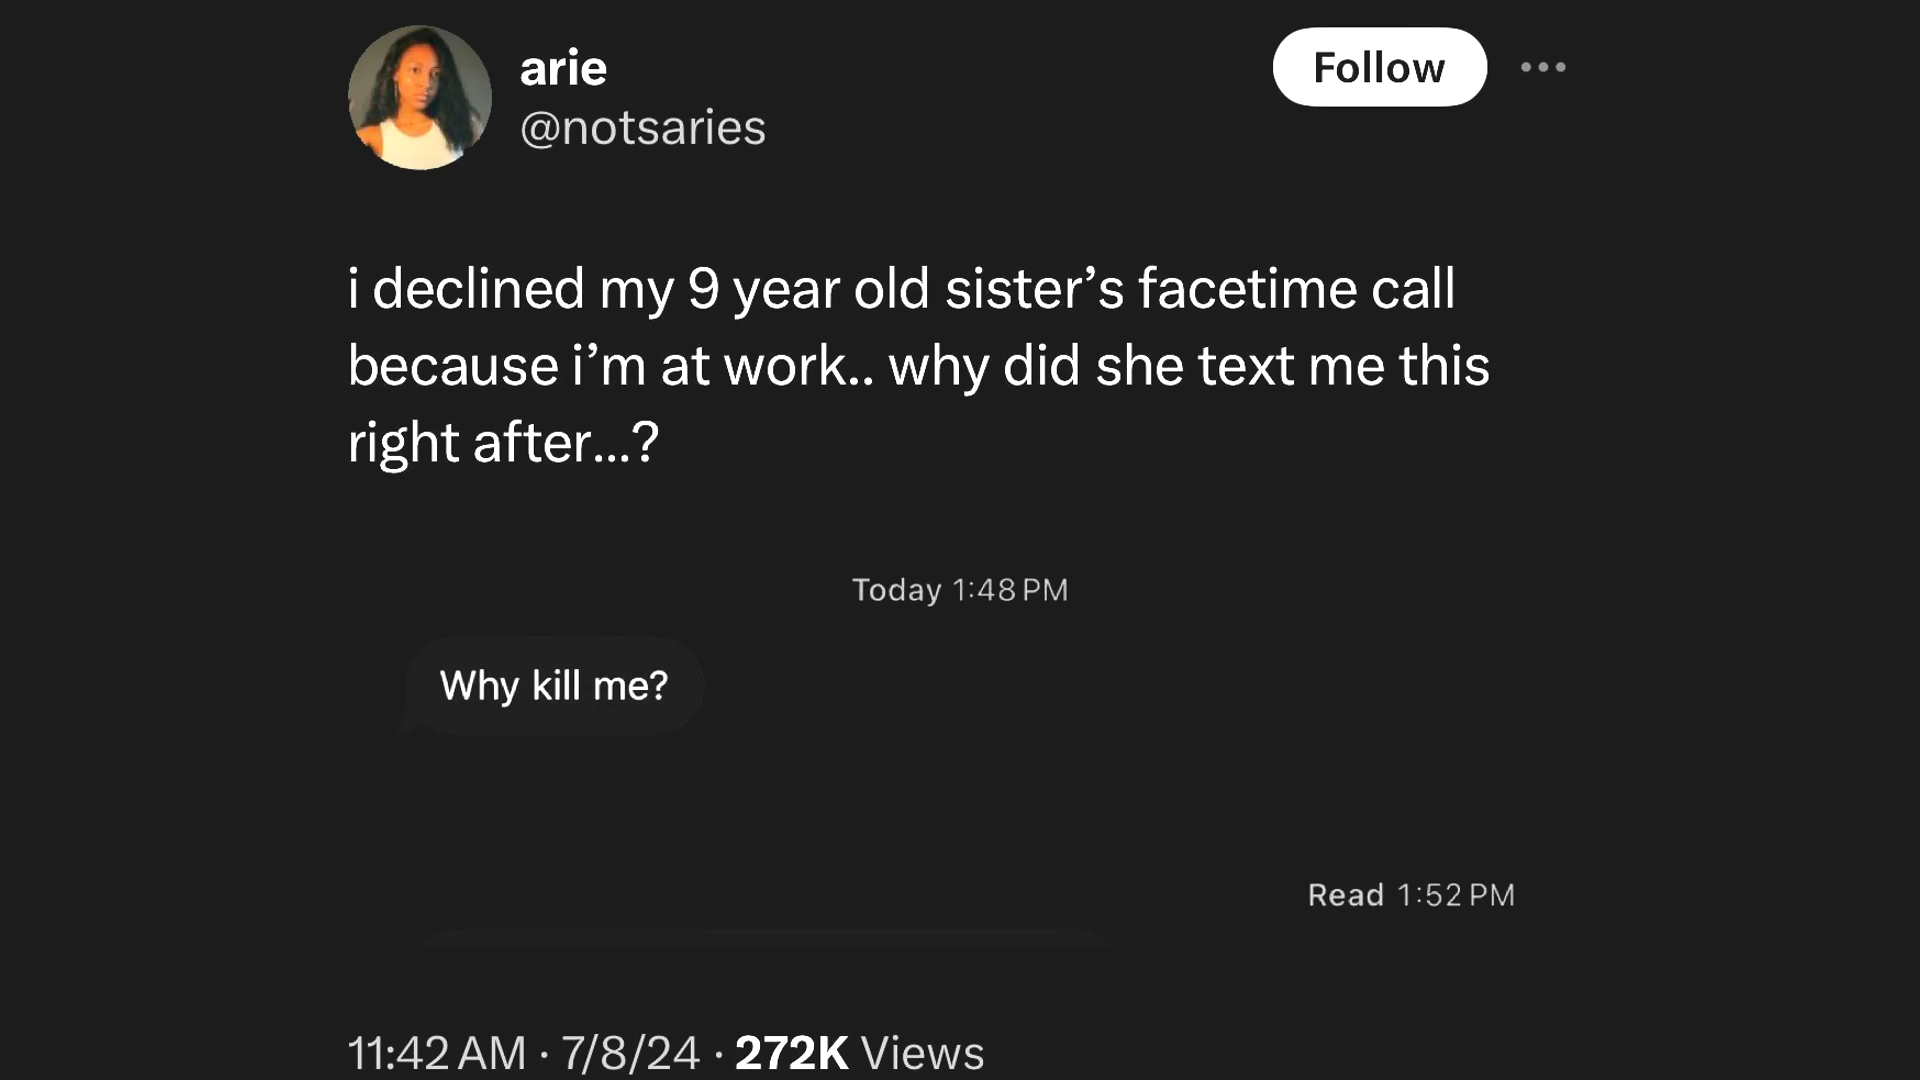 arie
@notsaries
Follow
i declined my 9 year old sister’s facetime call
because i’m at work.. why did she text me this
right after...?
Today 1:48 PM
Why kill me?
Read 1:52 PM
11:42 AM · 7/8/24 · 272K Views